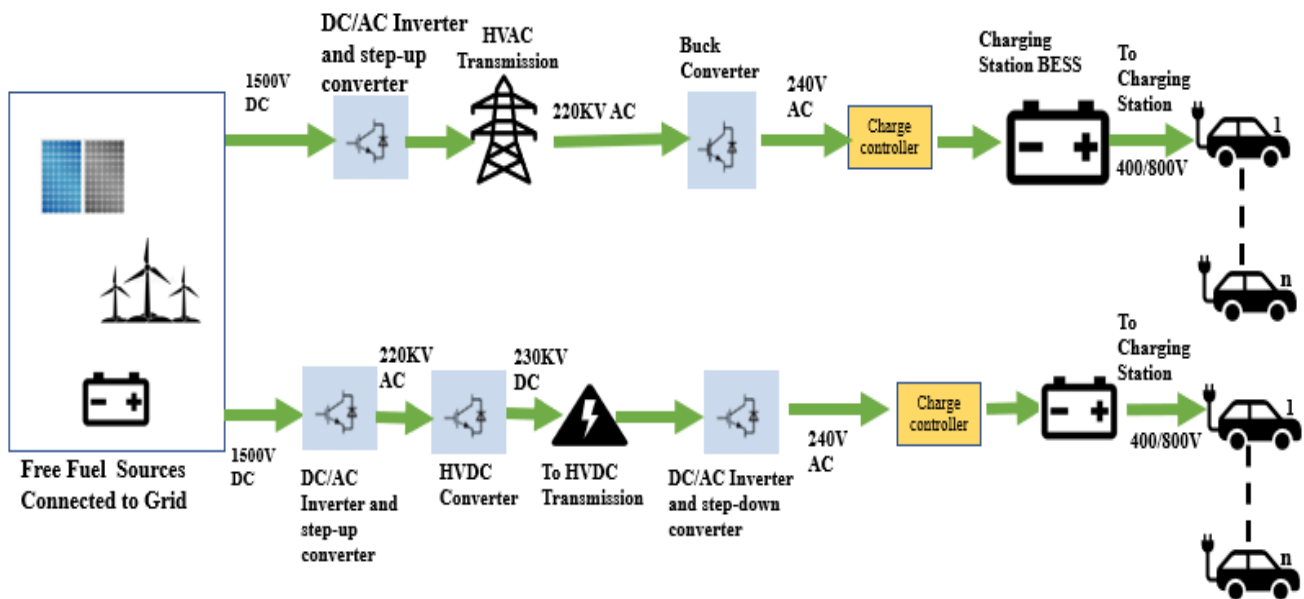 DC/AC Inverter
and step-up
converter
HVAC
Transmission
Buck
Converter
Charging
Station BESS
To
Charging
Station
1500V
DC
220KV AC
240V
AC
Charge
controller
400/800V
1
n
Free Fuel Sources
Connected to Grid
1500V
DC
DC/AC
Inverter and
step-up
converter
220KV
AC
HVDC
Converter
230KV
DC
To HVDC
Transmission
DC/AC Inverter
and step-down
converter
240V
AC
Charge
controller
To
Charging
Station
400/800V
1
n